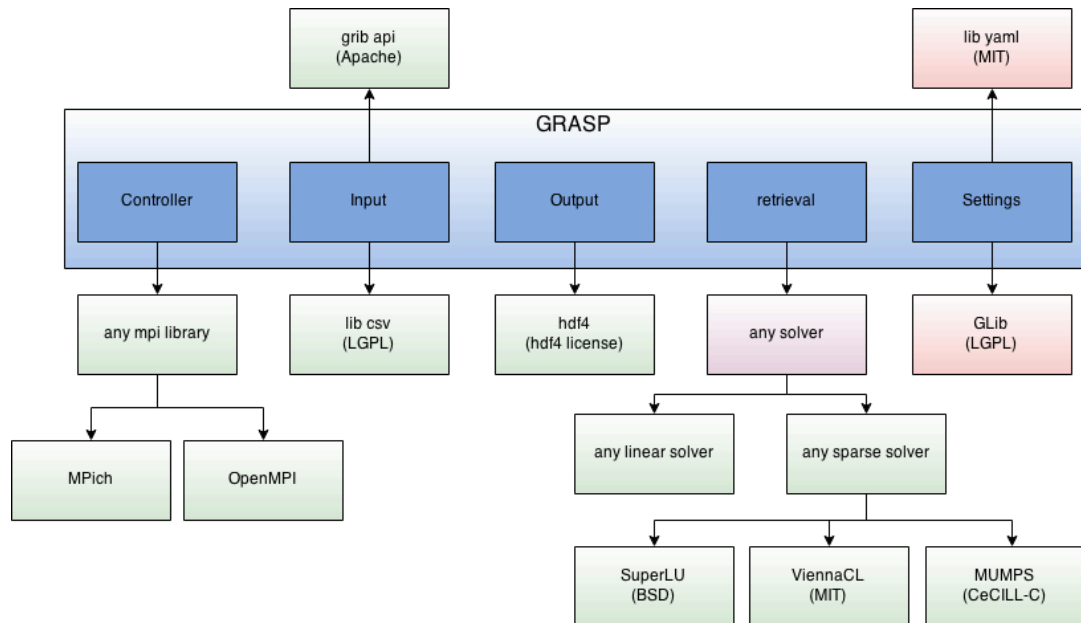 grib api
(Apache)
lib yaml
(MIT)
GRASP
Controller
Input
Output
retrieval
Settings
any mpi library
lib csv
(LGPL)
hdf4
(hdf4 license)
any solver
GLib
(LGPL)
MPich
OpenMPI
any linear solver
any sparse solver
SuperLU
(BSD)
ViennaCL
(MIT)
MUMPS
(CeCILL-C)